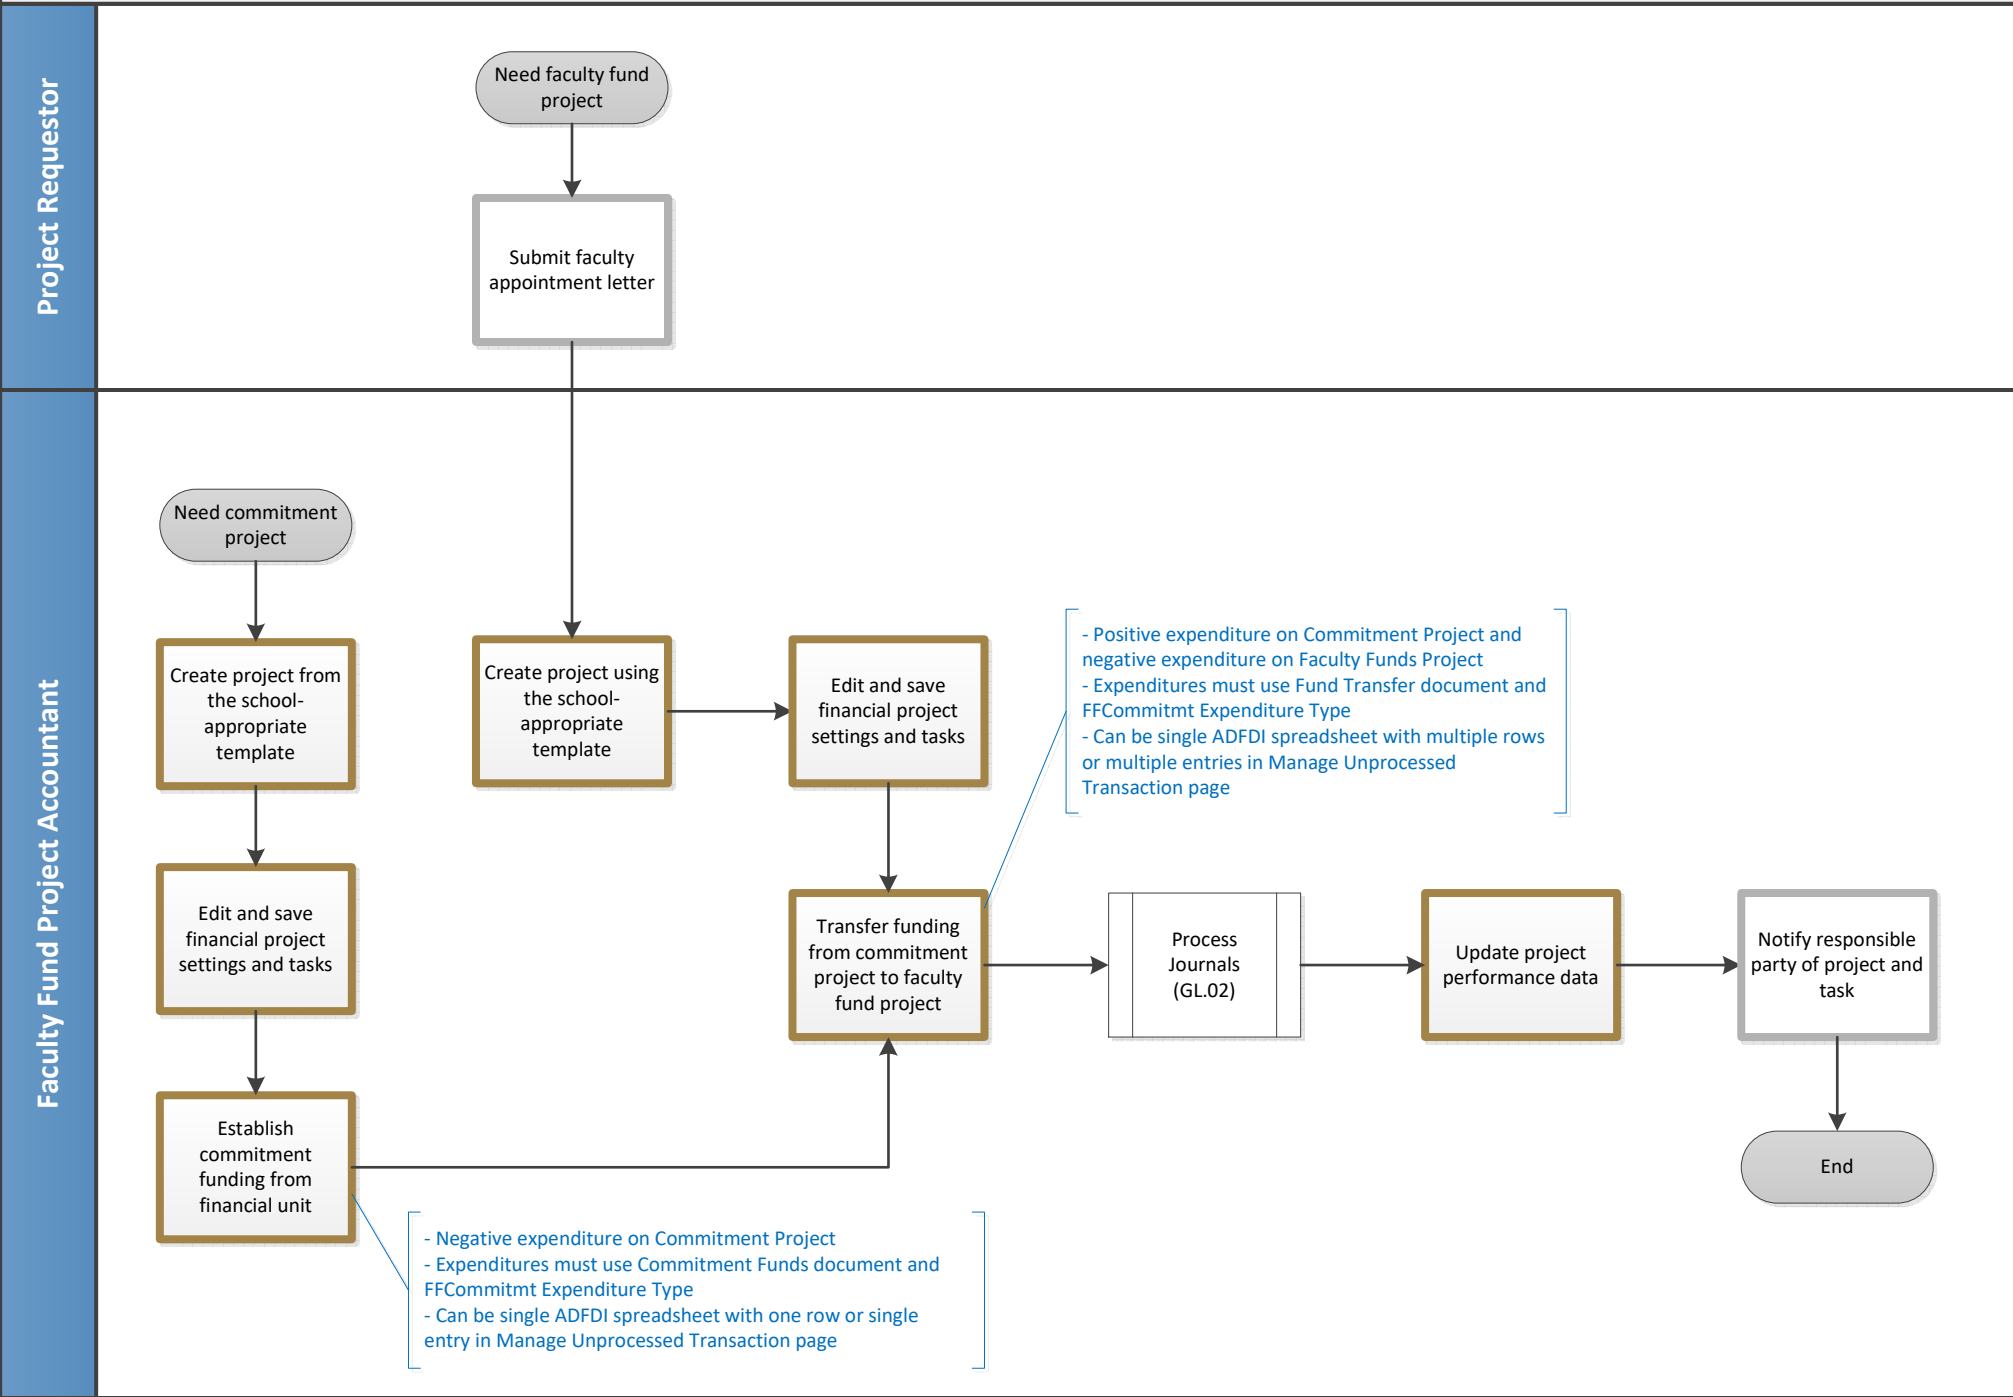 Project Requestor
Need faculty fund
project
Submit faculty
appointment letter
Faculty Fund Project Accountant
Need commitment
project
Create project from
the school-
appropriate
template
Edit and save
financial project
settings and tasks
Establish
commitment
funding from
financial unit
- Negative expenditure on Commitment Project
- Expenditures must use Commitment Funds document and
FFCommitmt Expenditure Type
- Can be single ADFDI spreadsheet with one row or single
entry in Manage Unprocessed Transaction page
Create project using
the school-
appropriate
template
Edit and save
financial project
settings and tasks
- Positive expenditure on Commitment Project and
negative expenditure on Faculty Funds Project
- Expenditures must use Fund Transfer document and
FFCommitmt Expenditure Type
- Can be single ADFDI spreadsheet with multiple rows
or multiple entries in Manage Unprocessed
Transaction page
Transfer funding
from commitment
project to faculty
fund project
Process
Journals
(GL.02)
Update project
performance data
Notify responsible
party of project and
task
End